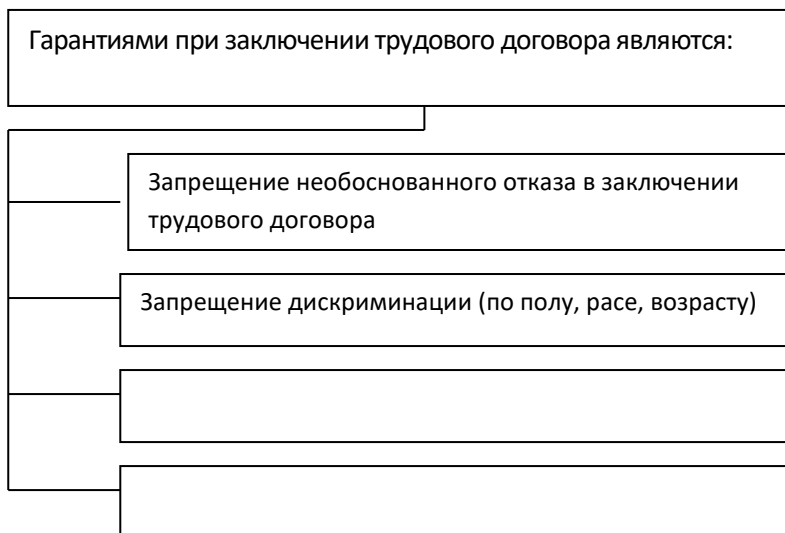 Гарантиями при заключении трудового договора являются:
Запрещение необоснованного отказа в заключении
трудового договора
Запрещение дискриминации (по полу, расе, возрасту)